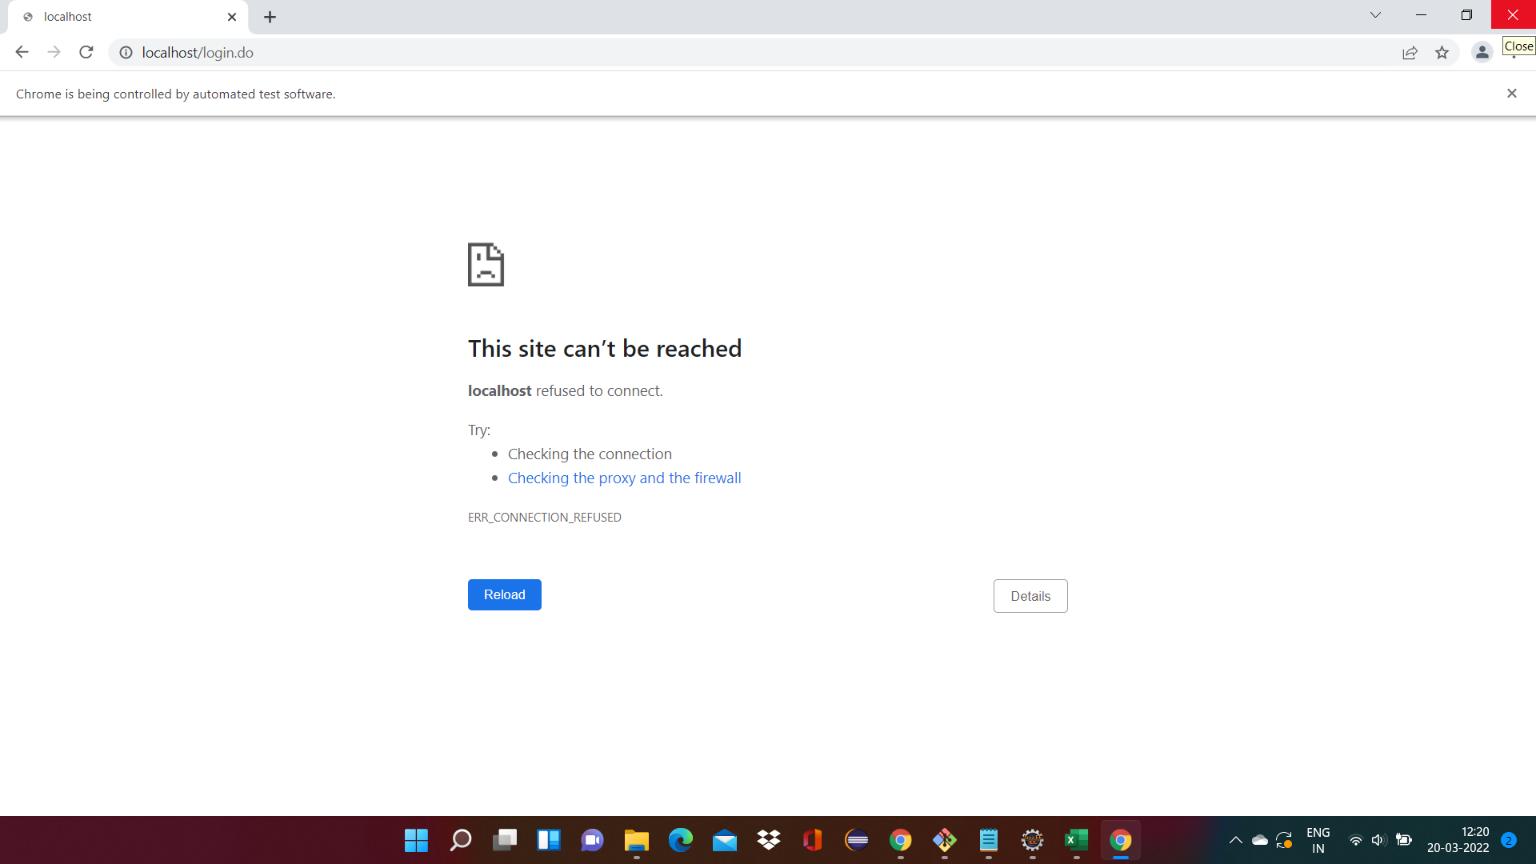 localhost
localhost/login.do
Close
Chrome is being controlled by automated test software.
This site can’t be reached
localhost refused to connect.
Try:
Checking the connection
Checking the proxy and the firewall
ERR_CONNECTION_REFUSED
Reload
Details
ENG
IN
12:20
20-03-2022
2